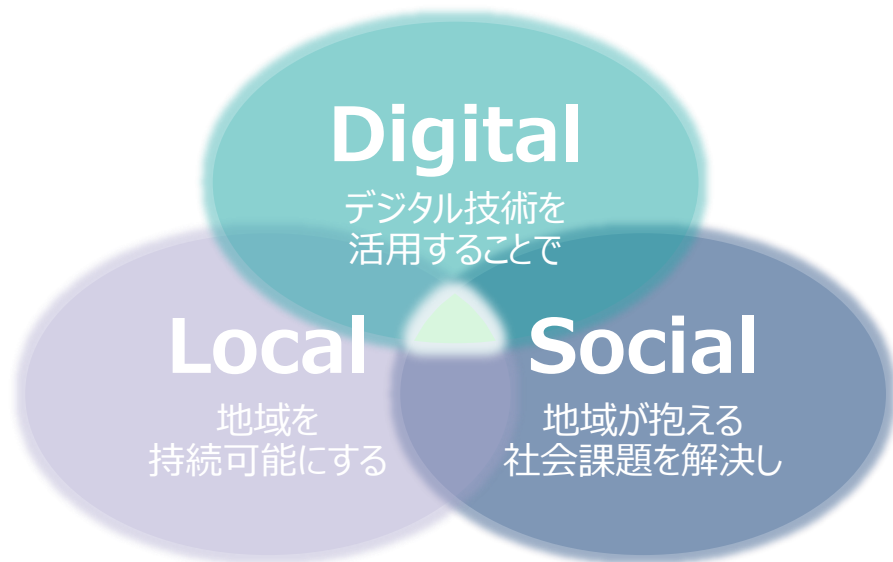 Digital
デジタル技術を
活用することで
Local
地域を
持続可能にする
Social
地域が抱える
社会課題を解決し